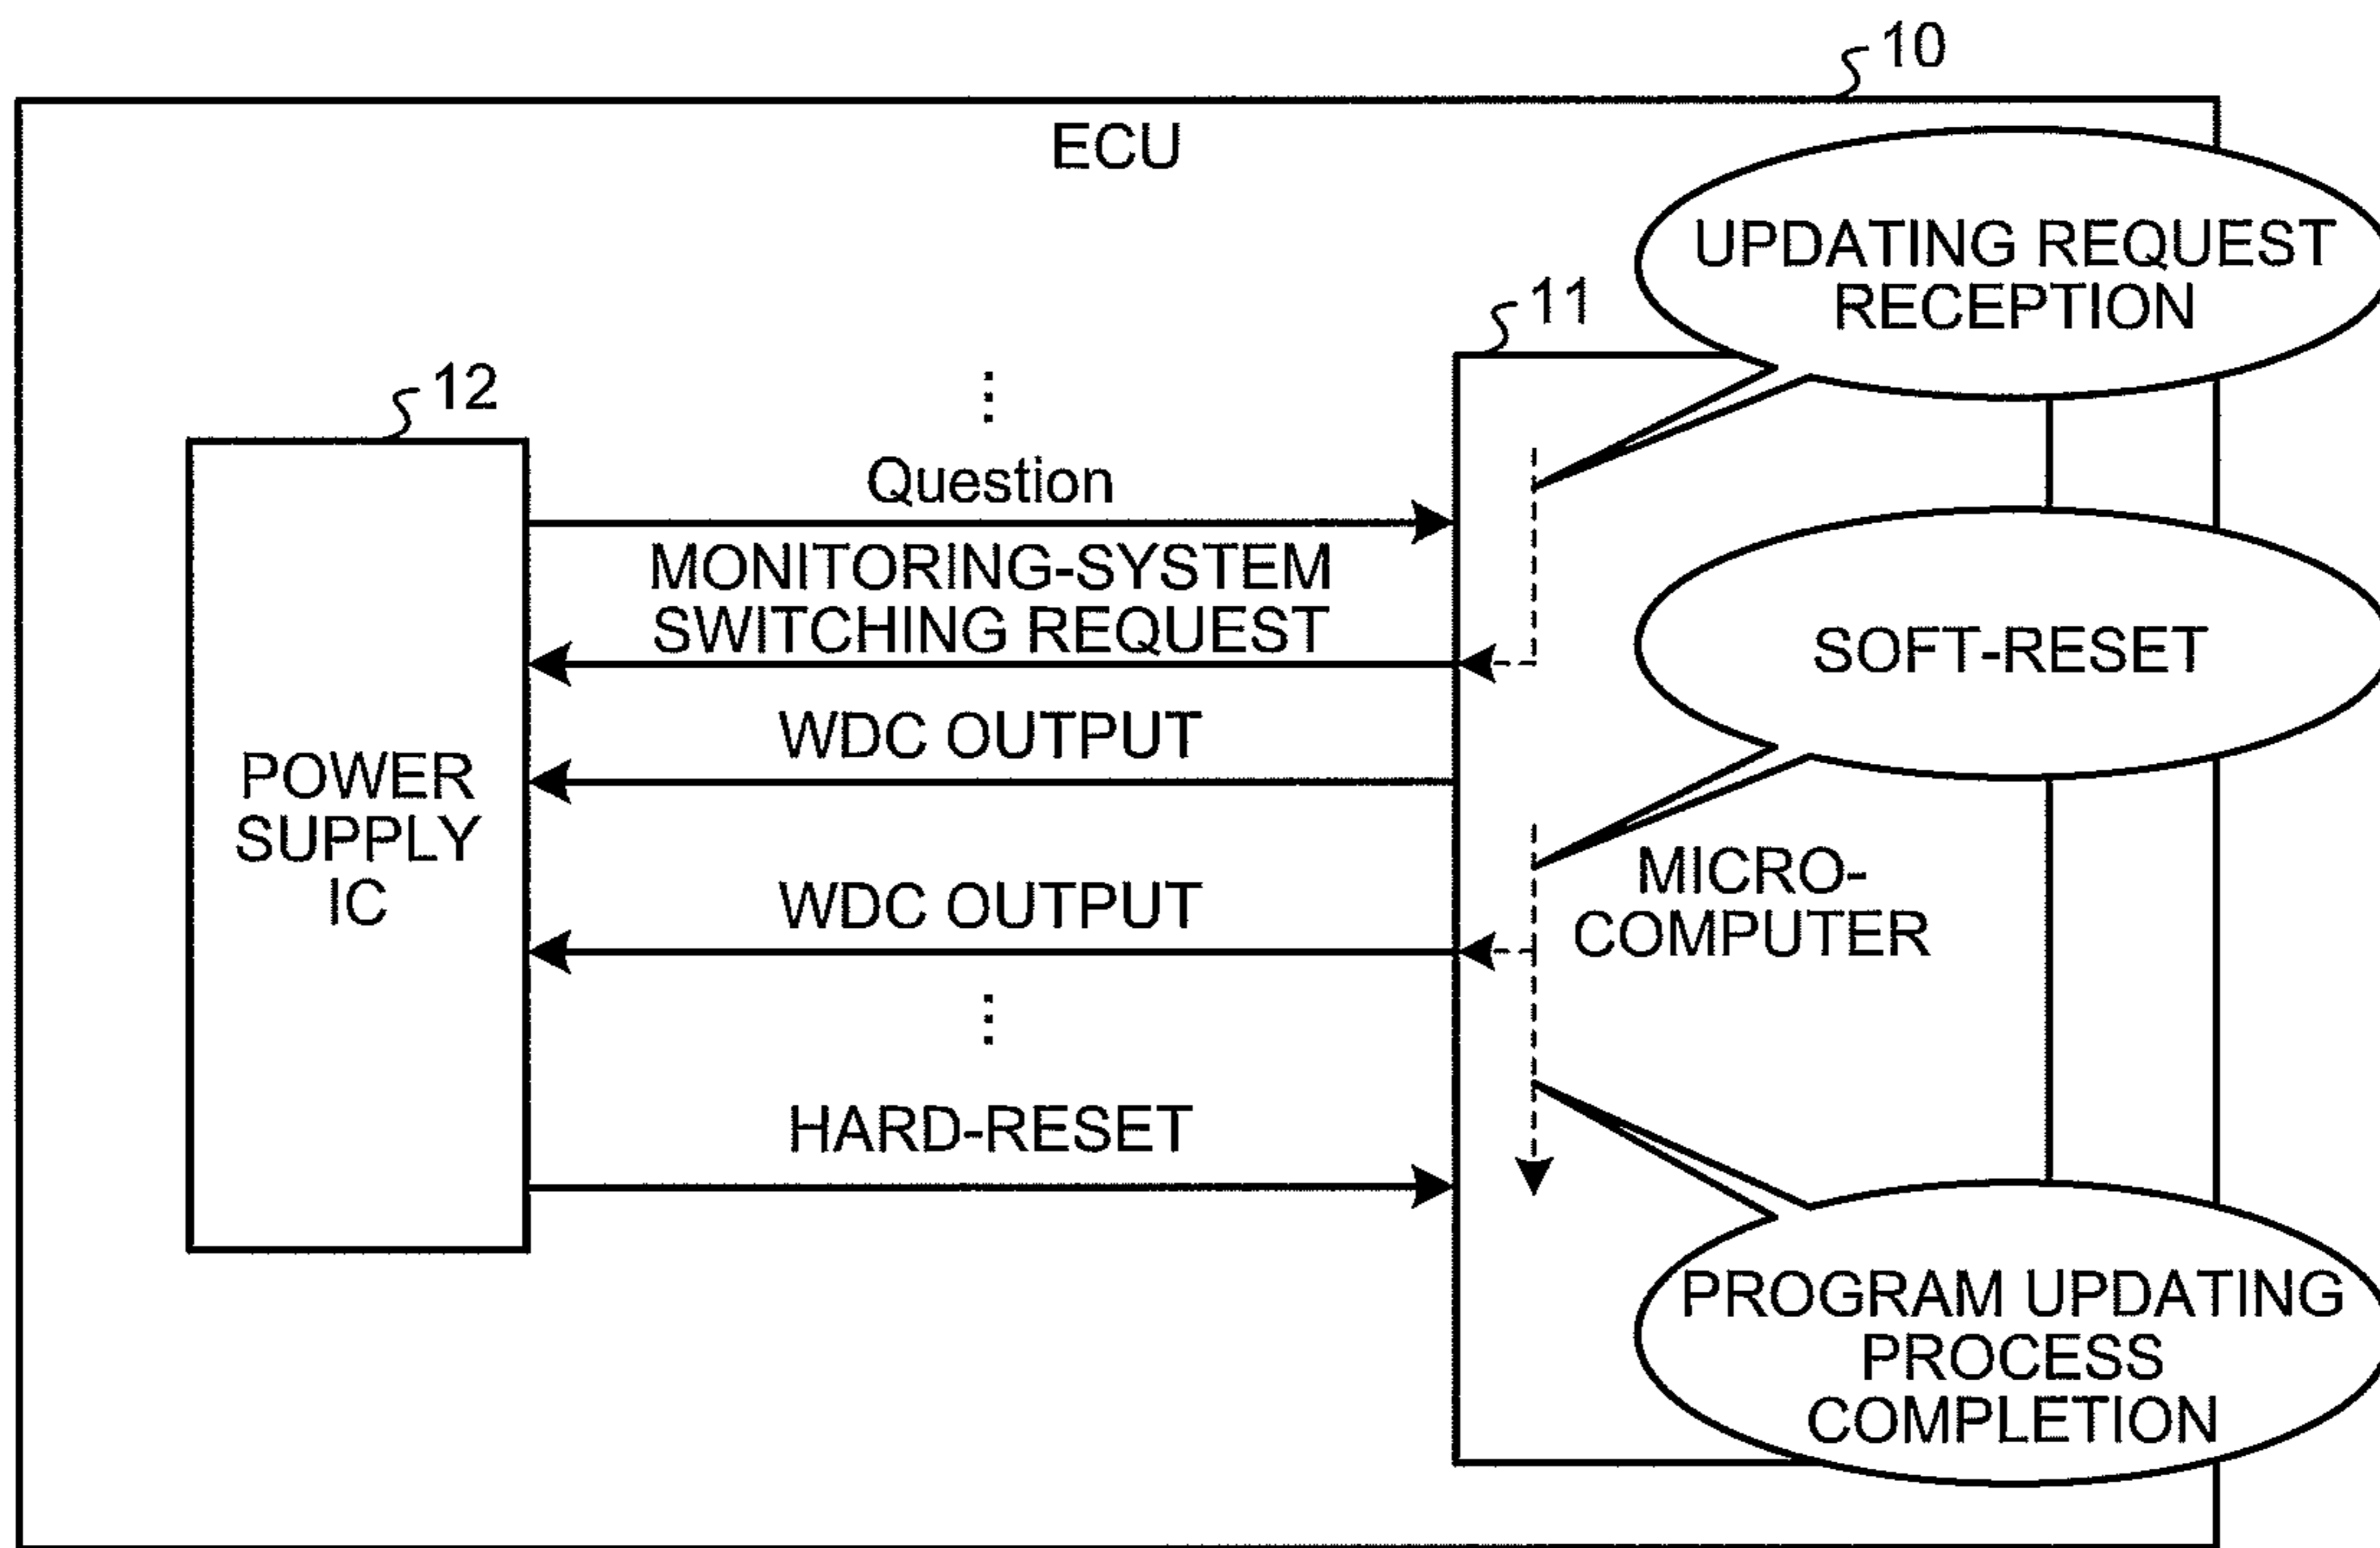 10
ECU
UPDATING REQUEST
RECEPTION
11
12
Question
MONITORING-SYSTEM
SWITCHING REQUEST
SOFT-RESET
WDC OUTPUT
POWER
SUPPLY
IC
MICRO-
COMPUTER
WDC OUTPUT
HARD-RESET
PROGRAM UPDATING
PROCESS
COMPLETION